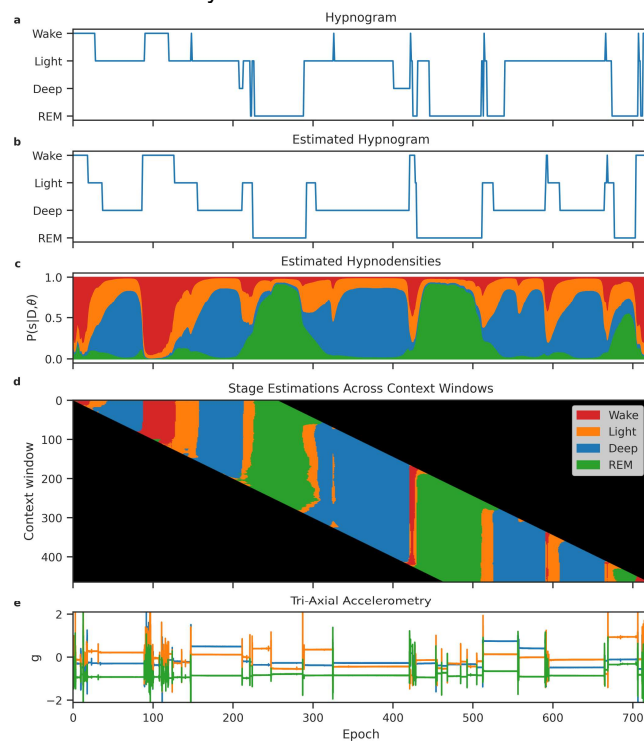 a
Hypnogram
Wake
Light
Deep
REM
b
Estimated Hypnogram
Wake
Light
Deep
REM
c
Estimated Hypnodensities
P(s|D,θ)
1.0
0.5
0.0
d
Stage Estimations Across Context Windows
Context window
0
100
200
300
400
Wake
Light
Deep
REM
e
Tri-Axial Accelerometry
g
2
0
−2
0 100 200 300 400 500 600 700
Epoch